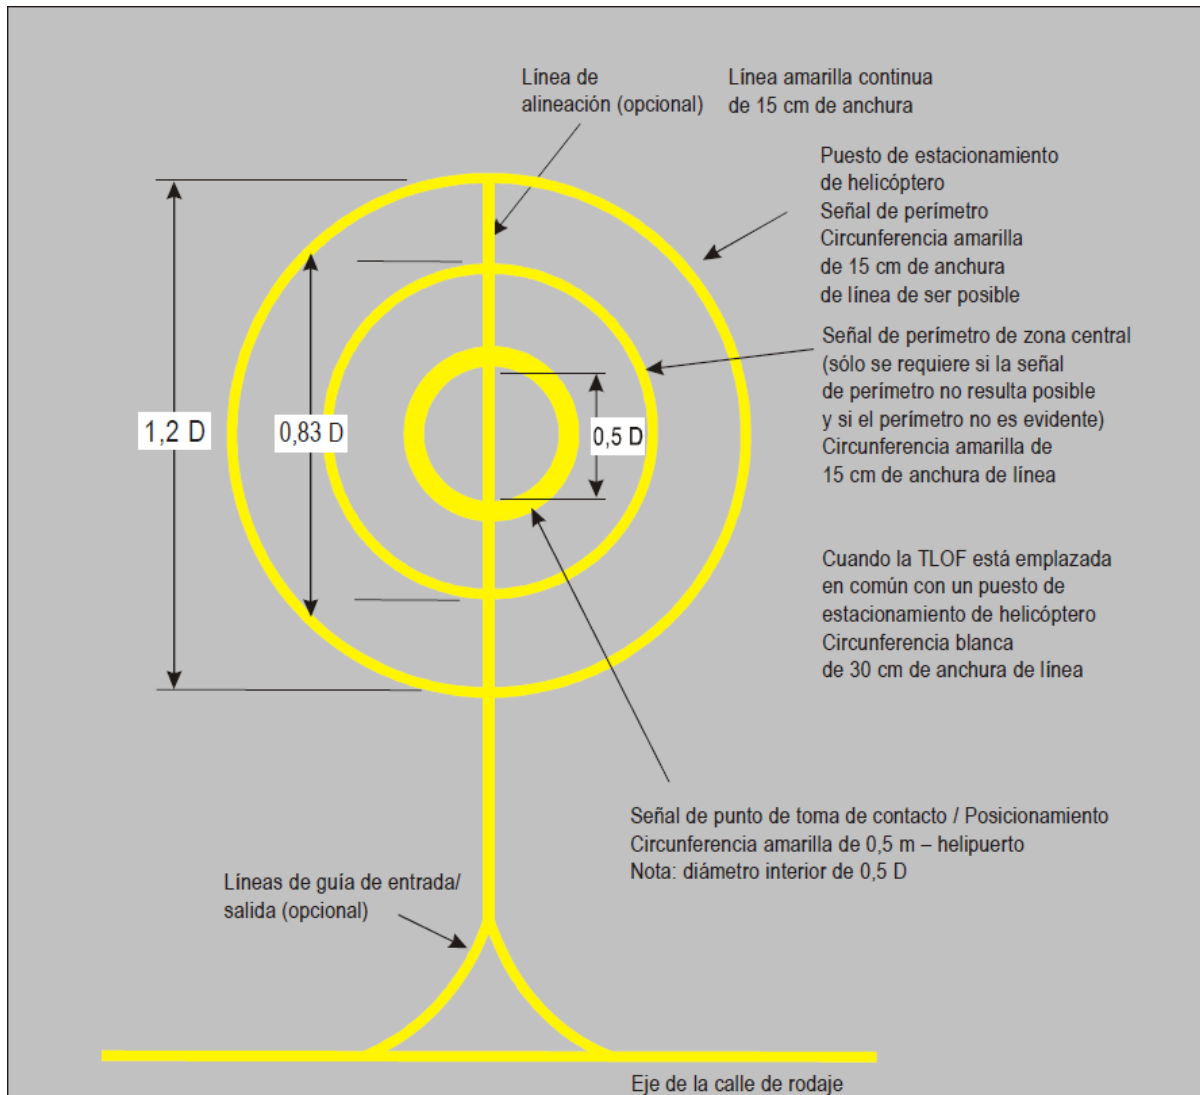 Línea de
alineación (opcional)
Línea amarilla continua
de 15 cm de anchura
Puesto de estacionamiento
de helicóptero
Señal de perímetro
Circunferencia amarilla
de 15 cm de anchura
de línea de ser posible
Señal de perímetro de zona central
(sólo se requiere si la señal
de perímetro no resulta posible
y si el perímetro no es evidente)
Circunferencia amarilla de
15 cm de anchura de línea
1,2 D
0,83 D
0,5 D
Cuando la TLOF está emplazada
en común con un puesto de
estacionamiento de helicóptero
Circunferencia blanca
de 30 cm de anchura de línea
Señal de punto de toma de contacto / Posicionamiento
Circunferencia amarilla de 0,5 m – helipuerto
Nota: diámetro interior de 0,5 D
Líneas de guía de entrada/
salida (opcional)
Eje de la calle de rodaje